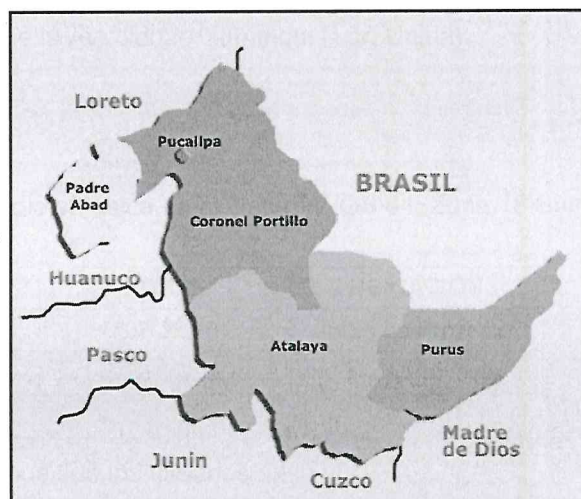 Loreto
Pucallpa
Padre
Abad
BRASIL
Coronel Portillo
Huanuco
Atalaya
Purus
Pasco
Madre
de Dios
Junin
Cuzco